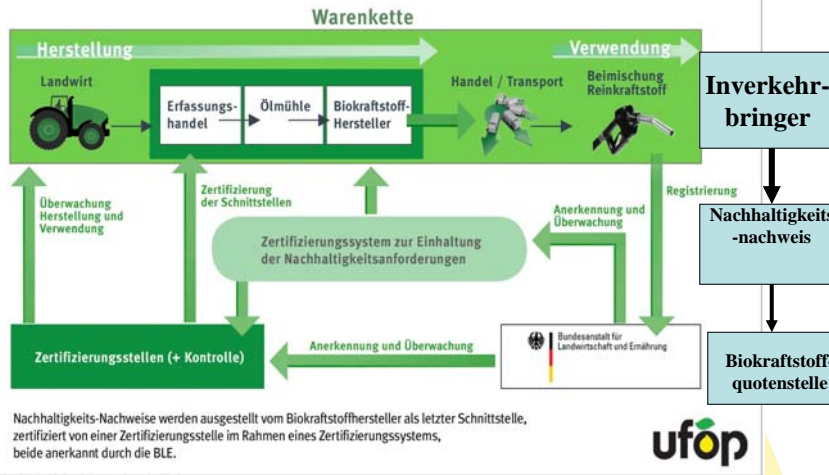 Warenkette
Herstellung
Verwendung
Landwirt
Erfassungs-
handel
Ölmühle
Biokraftstoff-
Hersteller
Handel / Transport
Beimischung
Reinkraftstoff
Inverkehr-
bringer
Überwachung
Herstellung und
Verwendung
Zertifizierung
der Schnittstellen
Registrierung
Anerkennung und
Überwachung
Nachhaltigkeits
-nachweis
Zertifizierungssystem zur Einhaltung
der Nachhaltigkeitsanforderungen
Zertifizierungsstellen (+ Kontrolle)
Anerkennung und Überwachung
Bundesanstalt für
Landwirtschaft und Ernährung
Biokraftstoff-
quotenstelle
Nachhaltigkeits-Nachweise werden ausgestellt vom Biokraftstoffhersteller als letzter Schnittstelle,
zertifiziert von einer Zertifizierungsstelle im Rahmen eines Zertifizierungssystems,
beide anerkannt durch die BLE.
ufop